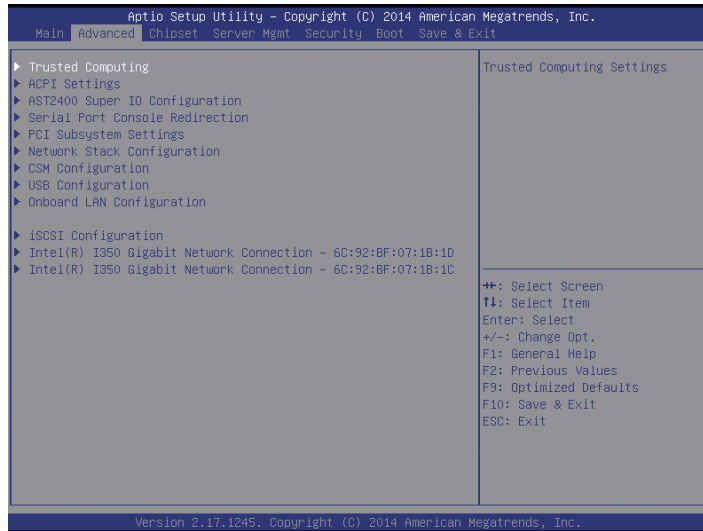 Aptio Setup Utility – Copyright (C) 2014 American Megatrends, Inc.
Main Advanced Chipset Server Mgmt Security Boot Save & Exit
▶ Trusted Computing
▶ ACPI Settings
▶ AST2400 Super IO Configuration
▶ Serial Port Console Redirection
▶ PCI Subsystem Settings
▶ Network Stack Configuration
▶ CSM Configuration
▶ USB Configuration
▶ Onboard LAN Configuration
▶ iSCSI Configuration
▶ Intel(R) I350 Gigabit Network Connection – 6C:92:BF:07:1B:1D
▶ Intel(R) I350 Gigabit Network Connection – 6C:92:BF:07:1B:1C
Trusted Computing Settings
→←: Select Screen
↑↓: Select Item
Enter: Select
+/-: Change Opt.
F1: General Help
F2: Previous Values
F9: Optimized Defaults
F10: Save & Exit
ESC: Exit
Version 2.17.1245. Copyright (C) 2014 American Megatrends, Inc.